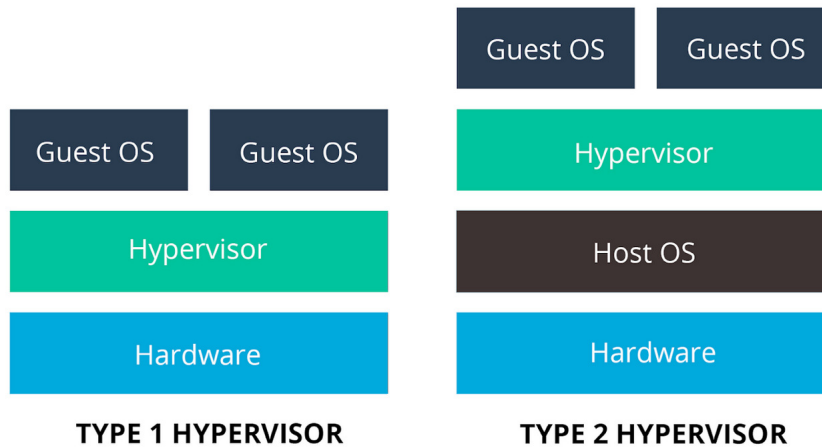 Guest OS Guest OS
Hypervisor
Hardware
TYPE 1 HYPERVISOR
Guest OS Guest OS
Hypervisor
Host OS
Hardware
TYPE 2 HYPERVISOR